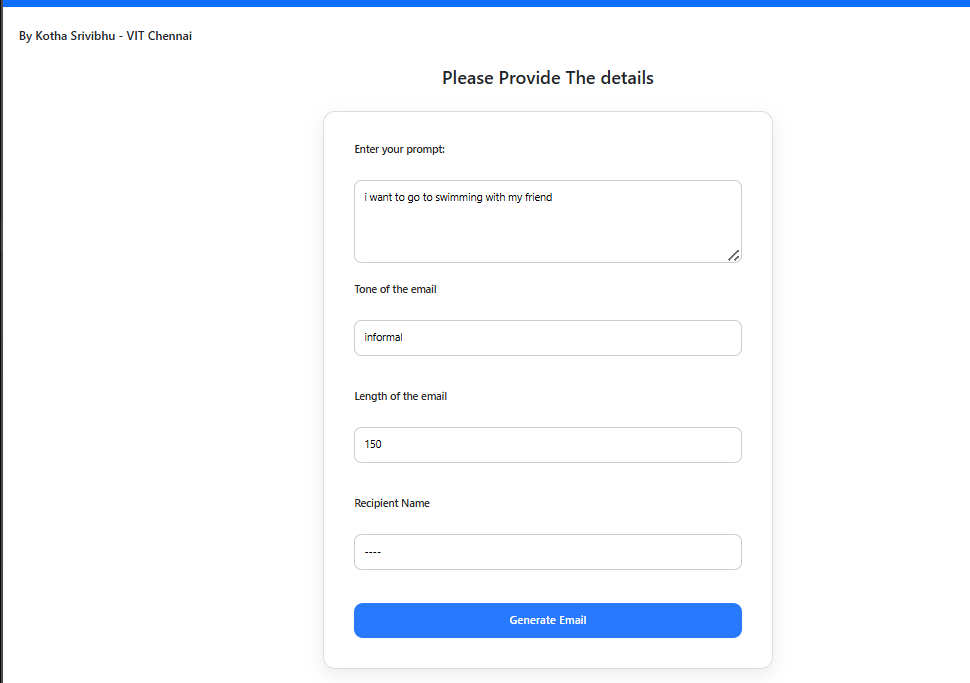 By Kotha Srivibhu - VIT Chennai
Please Provide The details
Enter your prompt:
i want to go to swimming with my friend
Tone of the email
informal
Length of the email
150
Recipient Name
----
Generate Email